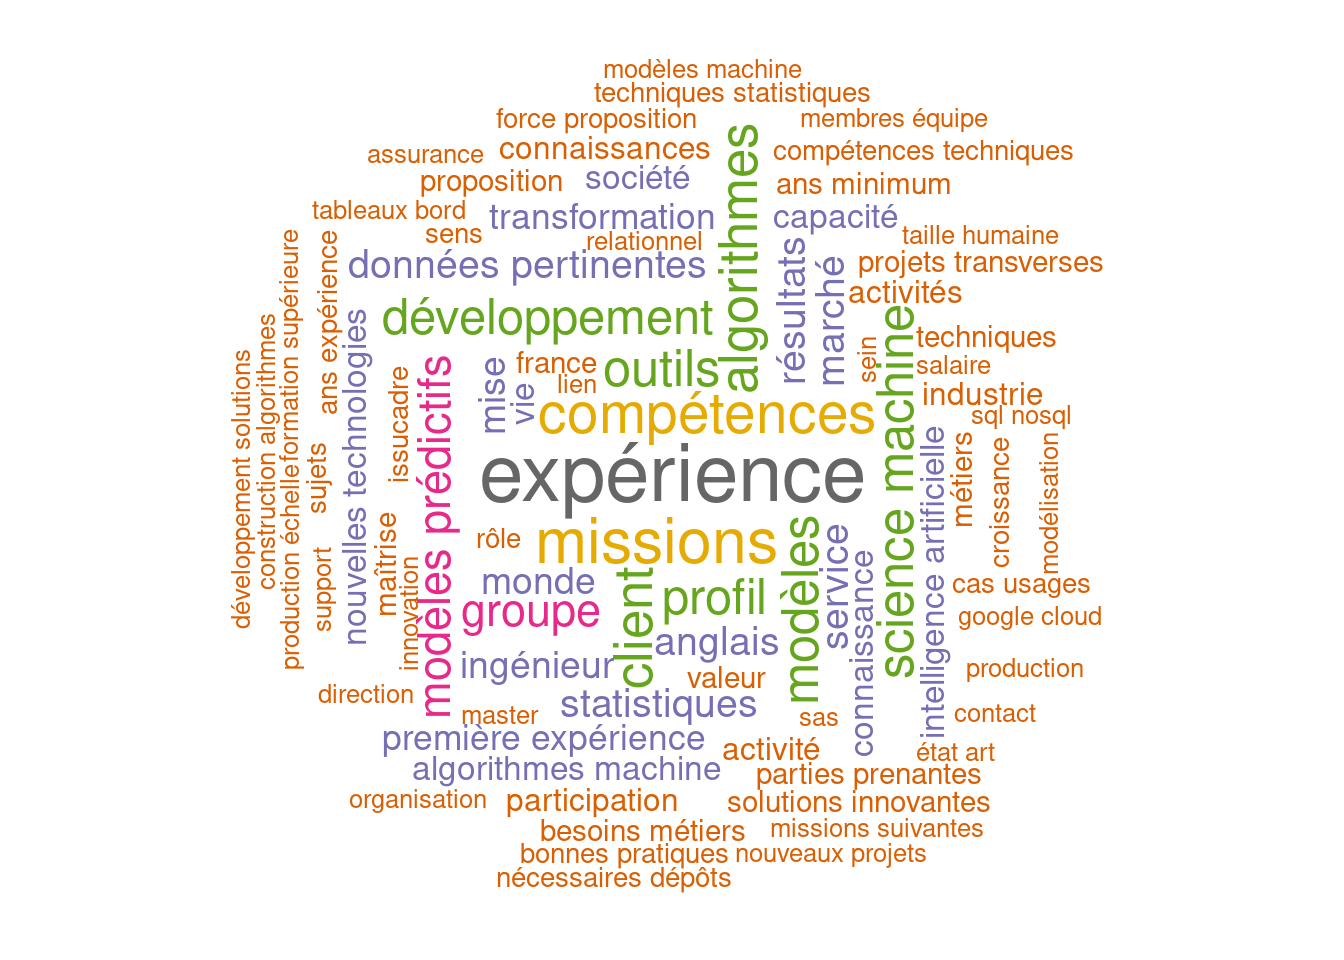 modèles machine
techniques statistiques
force proposition
membres équipe
assurance
connaissances
compétences techniques
proposition
société
ans minimum
tableaux bord
transformation
algorithmes
capacité
sens
relationnel
taille humaine
données pertinentes
résultats
marché
projets transverses
activités
développement
science machine
production échelle
formation supérieure
ans expérience
nouvelles technologies
construction algorithmes
développement solutions
modèles prédictifs
mise
vie
france
lien
outils
sein
techniques
salaire
issucadre
compétences
industrie
sql nosql
sujets
expérience
intelligence artificielle
métiers
croissance
modélisation
maîtrise
rôle
missions
modèles
service
support
innovation
monde
groupe
client
profil
connaissance
cas usages
google cloud
anglais
ingénieur
valeur
production
direction
master
statistiques
sas
contact
première expérience
activité
état art
algorithmes machine
parties prenantes
organisation
participation
solutions innovantes
besoins métiers
missions suivantes
bonnes pratiques
nouveaux projets
nécessaires dépôts